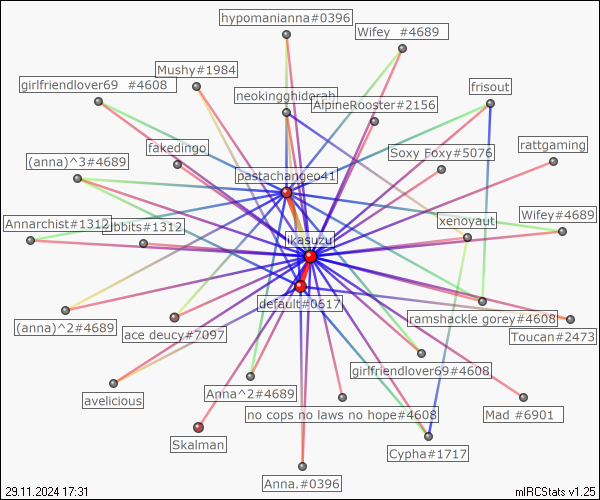 hypomanianna#0396
Wifey  #4689
Mushy#1984
girlfriendlover69  #4608
neokingghidorah
frisout
AlpineRooster#2156
fakedingo
rattgaming
(anna)^3#4689
Soxy Foxy#5076
pastachangeo41
Annarchist#1312
xenoyaut
Wifey#4689
ikasuzu
default#0517
(anna)^2#4689
ace deucy#7097
ramshackle gorey#4608
Toucan#2473
girlfriendlover69#4608
avelicious
Anna^2#4689
no cops no laws no hope#4608
Mad #6901
Skalman
Cypha#1717
Anna.#0396
29.11.2024 17:31
mIRCStats v1.25